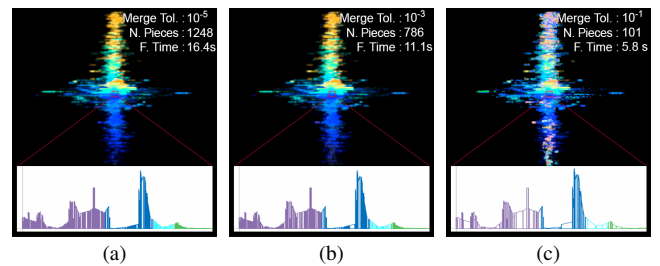 Merge Tol. : 10⁻⁵
N. Pieces : 1248
F. Time : 16.4s
Merge Tol. : 10⁻³
N. Pieces : 786
F. Time : 11.1s
Merge Tol. : 10⁻¹
N. Pieces : 101
F. Time : 5.8 s
(a)
(b)
(c)